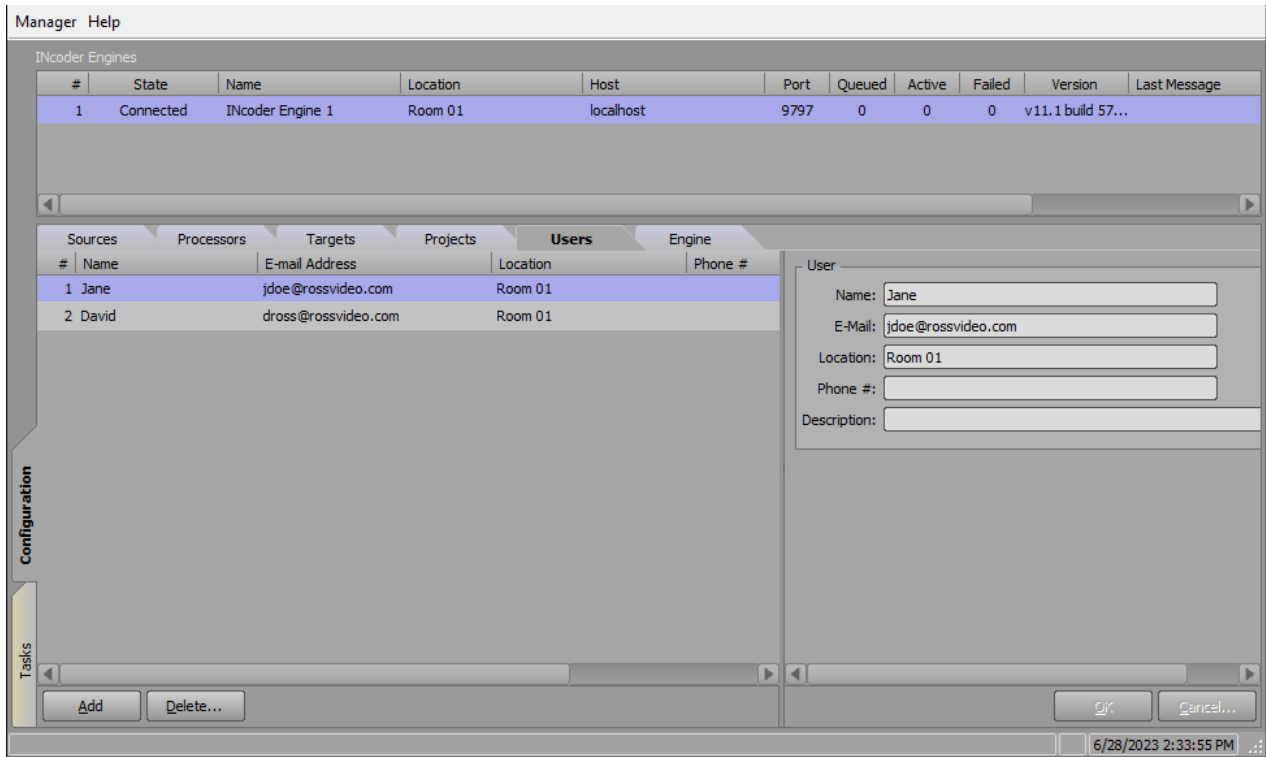 Manager Help
INcoder Engines
# State Name Location Host Port Queued Active Failed Version Last Message
1 Connected INcoder Engine 1 Room 01 localhost 9797 0 0 0 v11.1 build 57...
Sources Processors Targets Projects Users Engine
# Name E-mail Address Location Phone #
1 Jane jdoe@rossvideo.com Room 01
2 David dross@rossvideo.com Room 01
User
Name: Jane
E-Mail: jdoe@rossvideo.com
Location: Room 01
Phone #:
Description:
Configuration
Tasks
Add Delete...
OK Cancel...
6/28/2023 2:33:55 PM